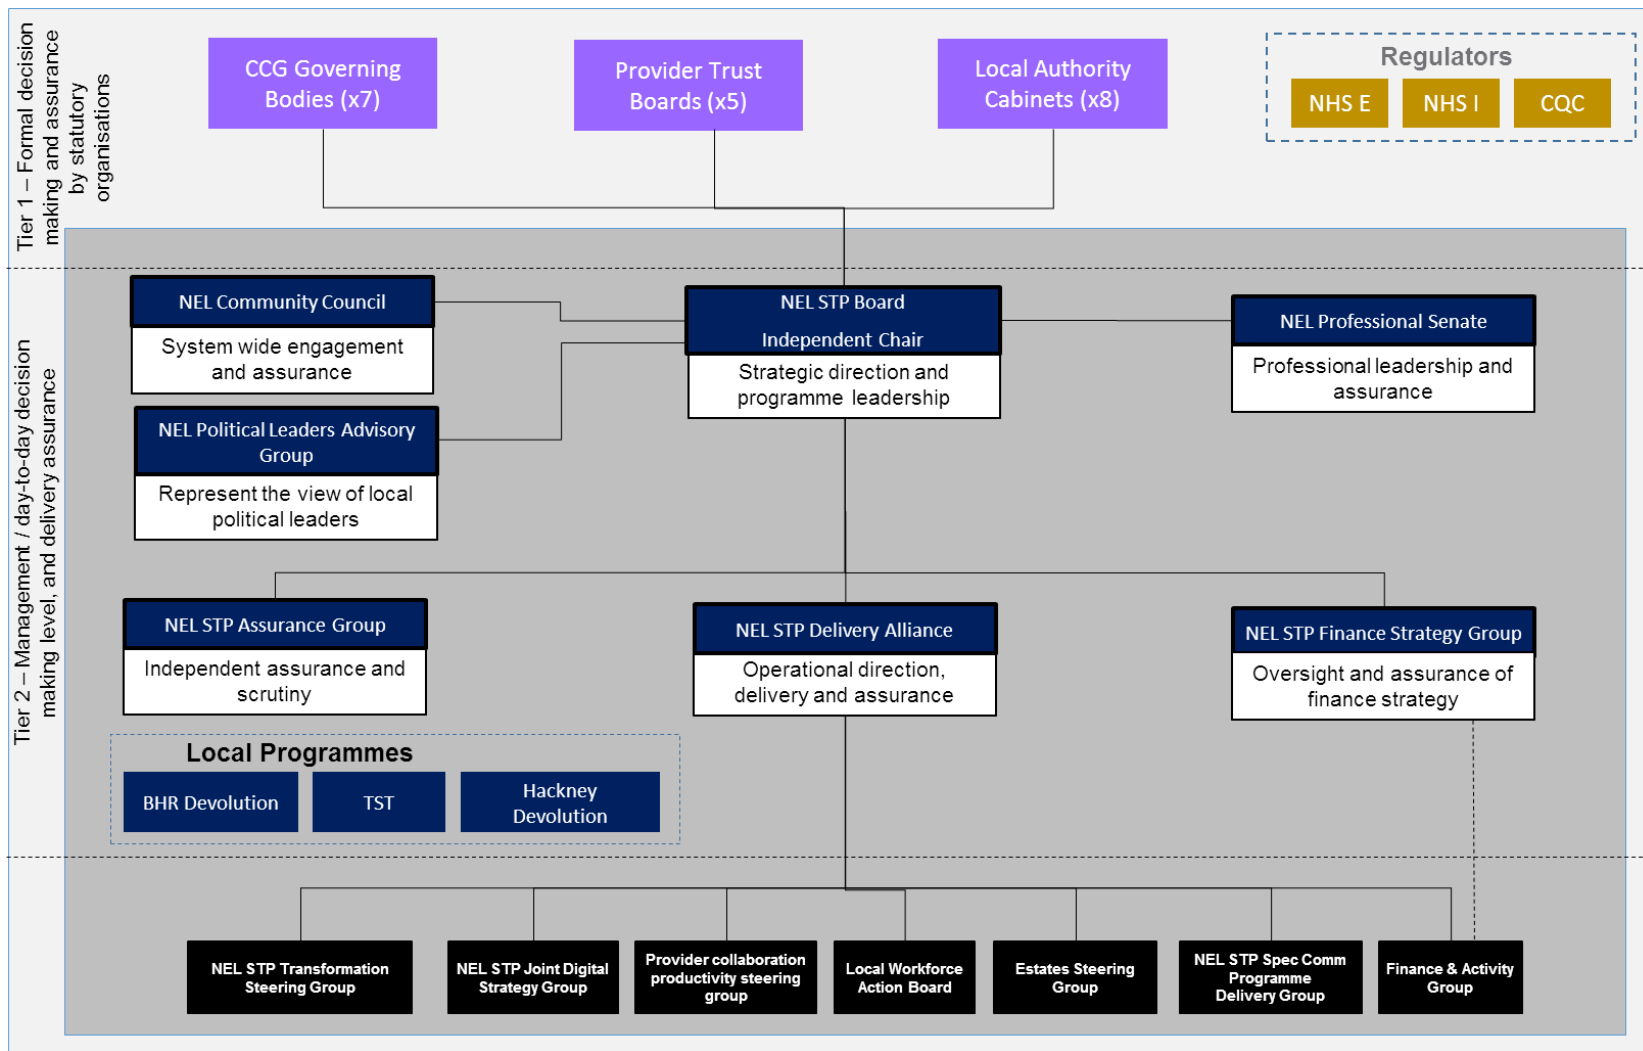 Tier 1 – Formal decision
making and assurance
by statutory
organisations
CCG Governing
Bodies (x7)
Provider Trust
Boards (x5)
Local Authority
Cabinets (x8)
Regulators
NHS E
NHS I
CQC
Tier 2 – Management / day-to-day decision
making level, and delivery assurance
NEL Community Council
System wide engagement
and assurance
NEL STP Board
Independent Chair
Strategic direction and
programme leadership
NEL Professional Senate
Professional leadership and
assurance
NEL Political Leaders Advisory
Group
Represent the view of local
political leaders
NEL STP Assurance Group
Independent assurance and
scrutiny
NEL STP Delivery Alliance
Operational direction,
delivery and assurance
NEL STP Finance Strategy Group
Oversight and assurance of
finance strategy
Local Programmes
BHR Devolution
TST
Hackney
Devolution
NEL STP Transformation
Steering Group
NEL STP Joint Digital
Strategy Group
Provider collaboration
productivity steering
group
Local Workforce
Action Board
Estates Steering
Group
NEL STP Spec Comm
Programme
Delivery Group
Finance & Activity
Group